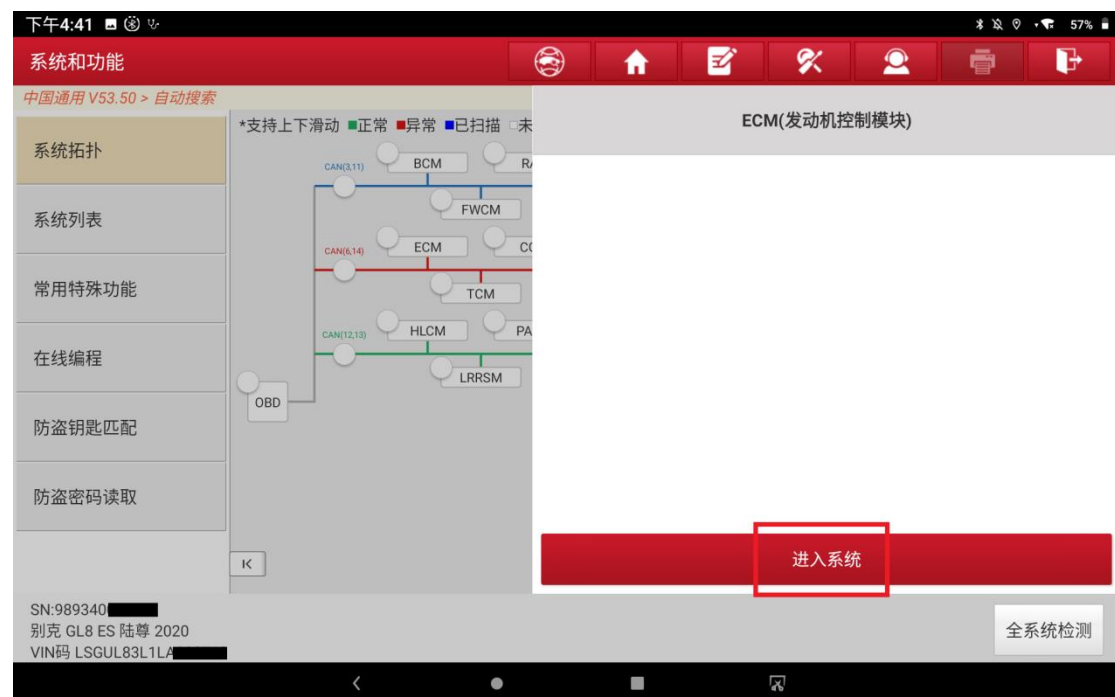 下午4:41
57%
系统和功能
中国通用 V53.50 > 自动搜索
系统拓扑
系统列表
常用特殊功能
在线编程
防盗钥匙匹配
防盗密码读取
*支持上下滑动 ■正常 ■异常 ■已扫描 □未
CAN(3,11)
BCM
FWCM
CAN(6,14)
ECM
TCM
CAN(12,13)
HLCM
PA
LRRSM
OBD
ECM(发动机控制模块)
进入系统
SN:989340
别克 GL8 ES 陆尊 2020
VIN码 LSGUL83L1LA
全系统检测